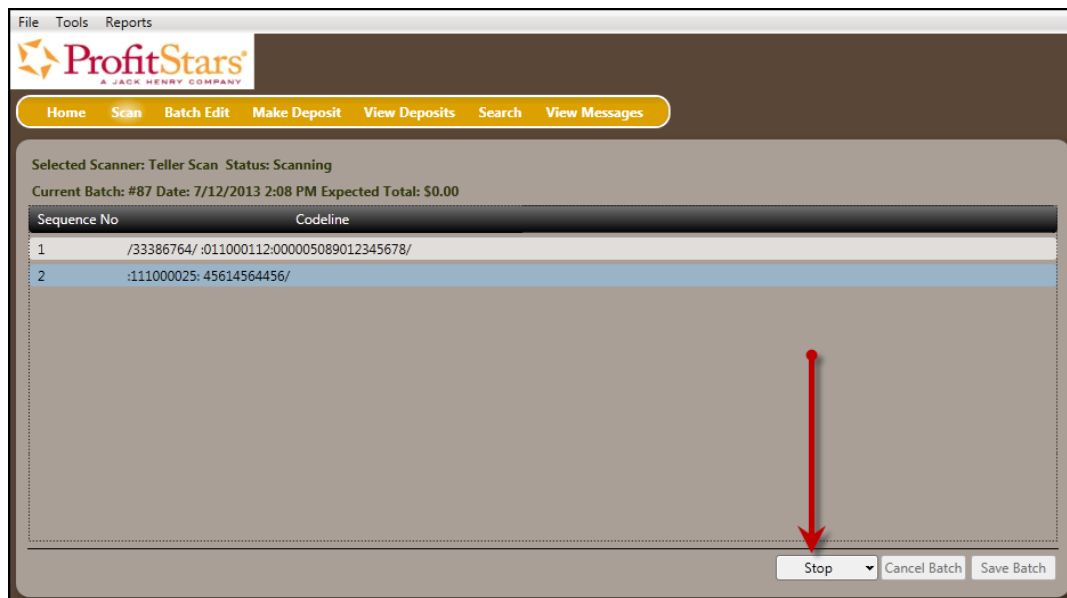 File Tools Reports
ProfitStars®
A JACK HENRY COMPANY
Home Scan Batch Edit Make Deposit View Deposits Search View Messages
Selected Scanner: Teller Scan Status: Scanning
Current Batch: #87 Date: 7/12/2013 2:08 PM Expected Total: $0.00
Sequence No Codeline
1 /33386764/ :011000112:000005089012345678/
2 :111000025: 45614564456/
Stop Cancel Batch Save Batch